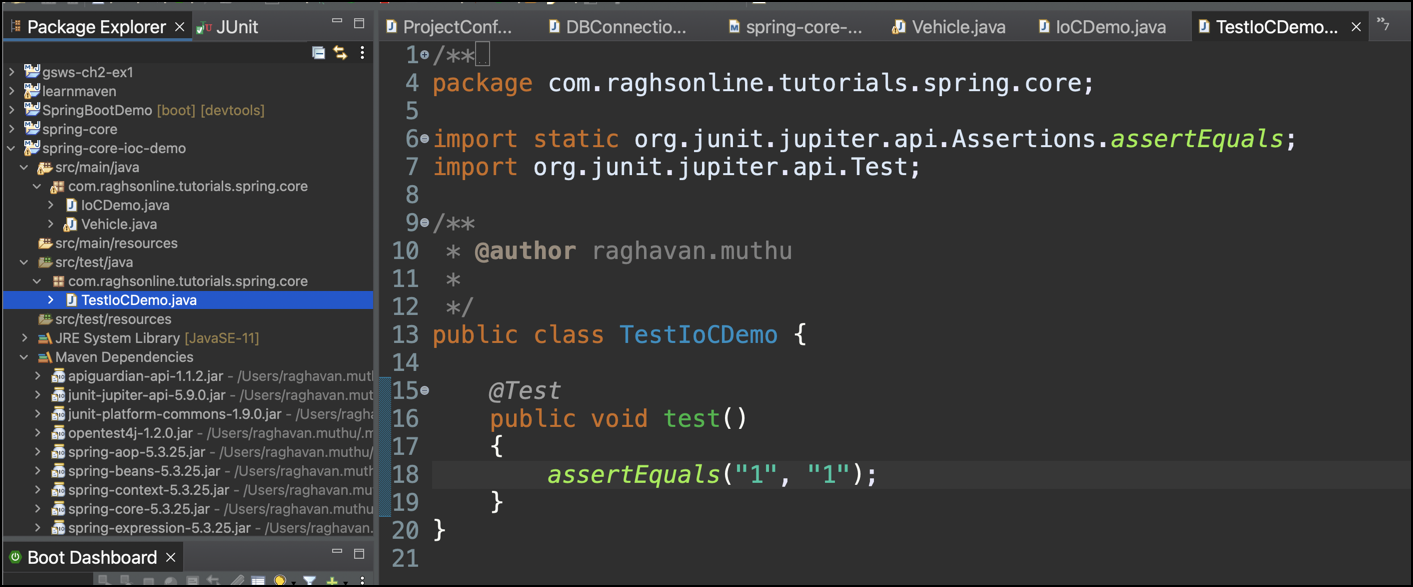 Package Explorer
JUnit
gsws-ch2-ex1
learnmaven
SpringBootDemo [boot] [devtools]
spring-core
spring-core-ioc-demo
src/main/java
com.raghsonline.tutorials.spring.core
IoCDemo.java
Vehicle.java
src/main/resources
src/test/java
com.raghsonline.tutorials.spring.core
TestIoCDemo.java
src/test/resources
JRE System Library [JavaSE-11]
Maven Dependencies
apiguardian-api-1.1.2.jar - /Users/raghavan.muth
junit-jupiter-api-5.9.0.jar - /Users/raghavan.mut
junit-platform-commons-1.9.0.jar - /Users/ragha
opentest4j-1.2.0.jar - /Users/raghavan.muthu/.m
spring-aop-5.3.25.jar - /Users/raghavan.muthu/
spring-beans-5.3.25.jar - /Users/raghavan.muth
spring-context-5.3.25.jar - /Users/raghavan.mut
spring-core-5.3.25.jar - /Users/raghavan.muthu
spring-expression-5.3.25.jar - /Users/raghavan.
Boot Dashboard
ProjectConf...
DBConnectio...
spring-core-...
Vehicle.java
IoCDemo.java
TestIoCDemo...
»7
1 /**
4 package com.raghsonline.tutorials.spring.core;
5
6 import static org.junit.jupiter.api.Assertions.assertEquals;
7 import org.junit.jupiter.api.Test;
8
9 /**
10 * @author raghavan.muthu
11 *
12 */
13 public class TestIoCDemo {
14
15 @Test
16 public void test()
17 {
18 assertEquals("1", "1");
19 }
20 }
21